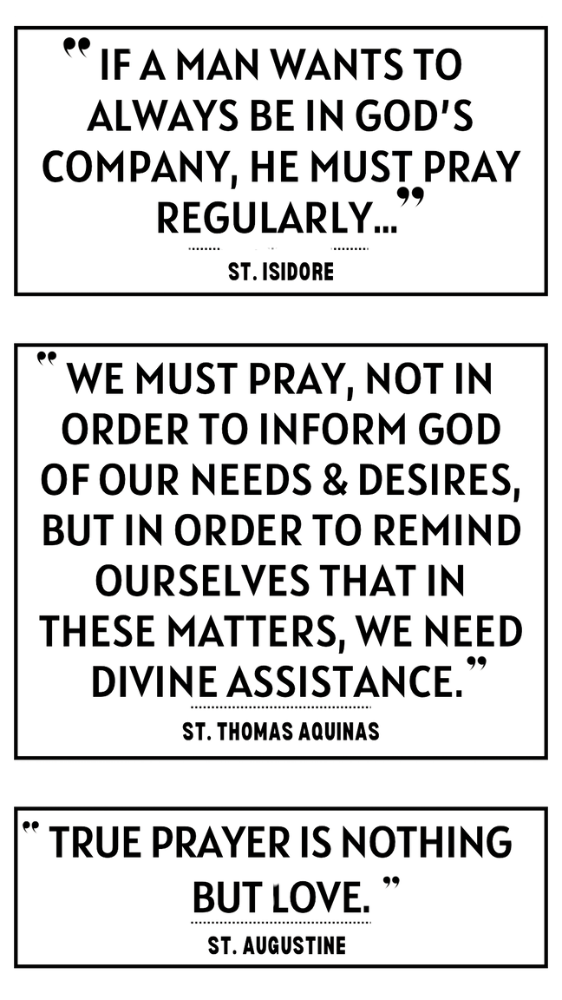 ” IF A MAN WANTS TO
ALWAYS BE IN GOD’S
COMPANY, HE MUST PRAY
REGULARLY...”
ST. ISIDORE
” WE MUST PRAY, NOT IN
ORDER TO INFORM GOD
OF OUR NEEDS & DESIRES,
BUT IN ORDER TO REMIND
OURSELVES THAT IN
THESE MATTERS, WE NEED
DIVINE ASSISTANCE.”
ST. THOMAS AQUINAS
” TRUE PRAYER IS NOTHING
BUT LOVE. ”
ST. AUGUSTINE